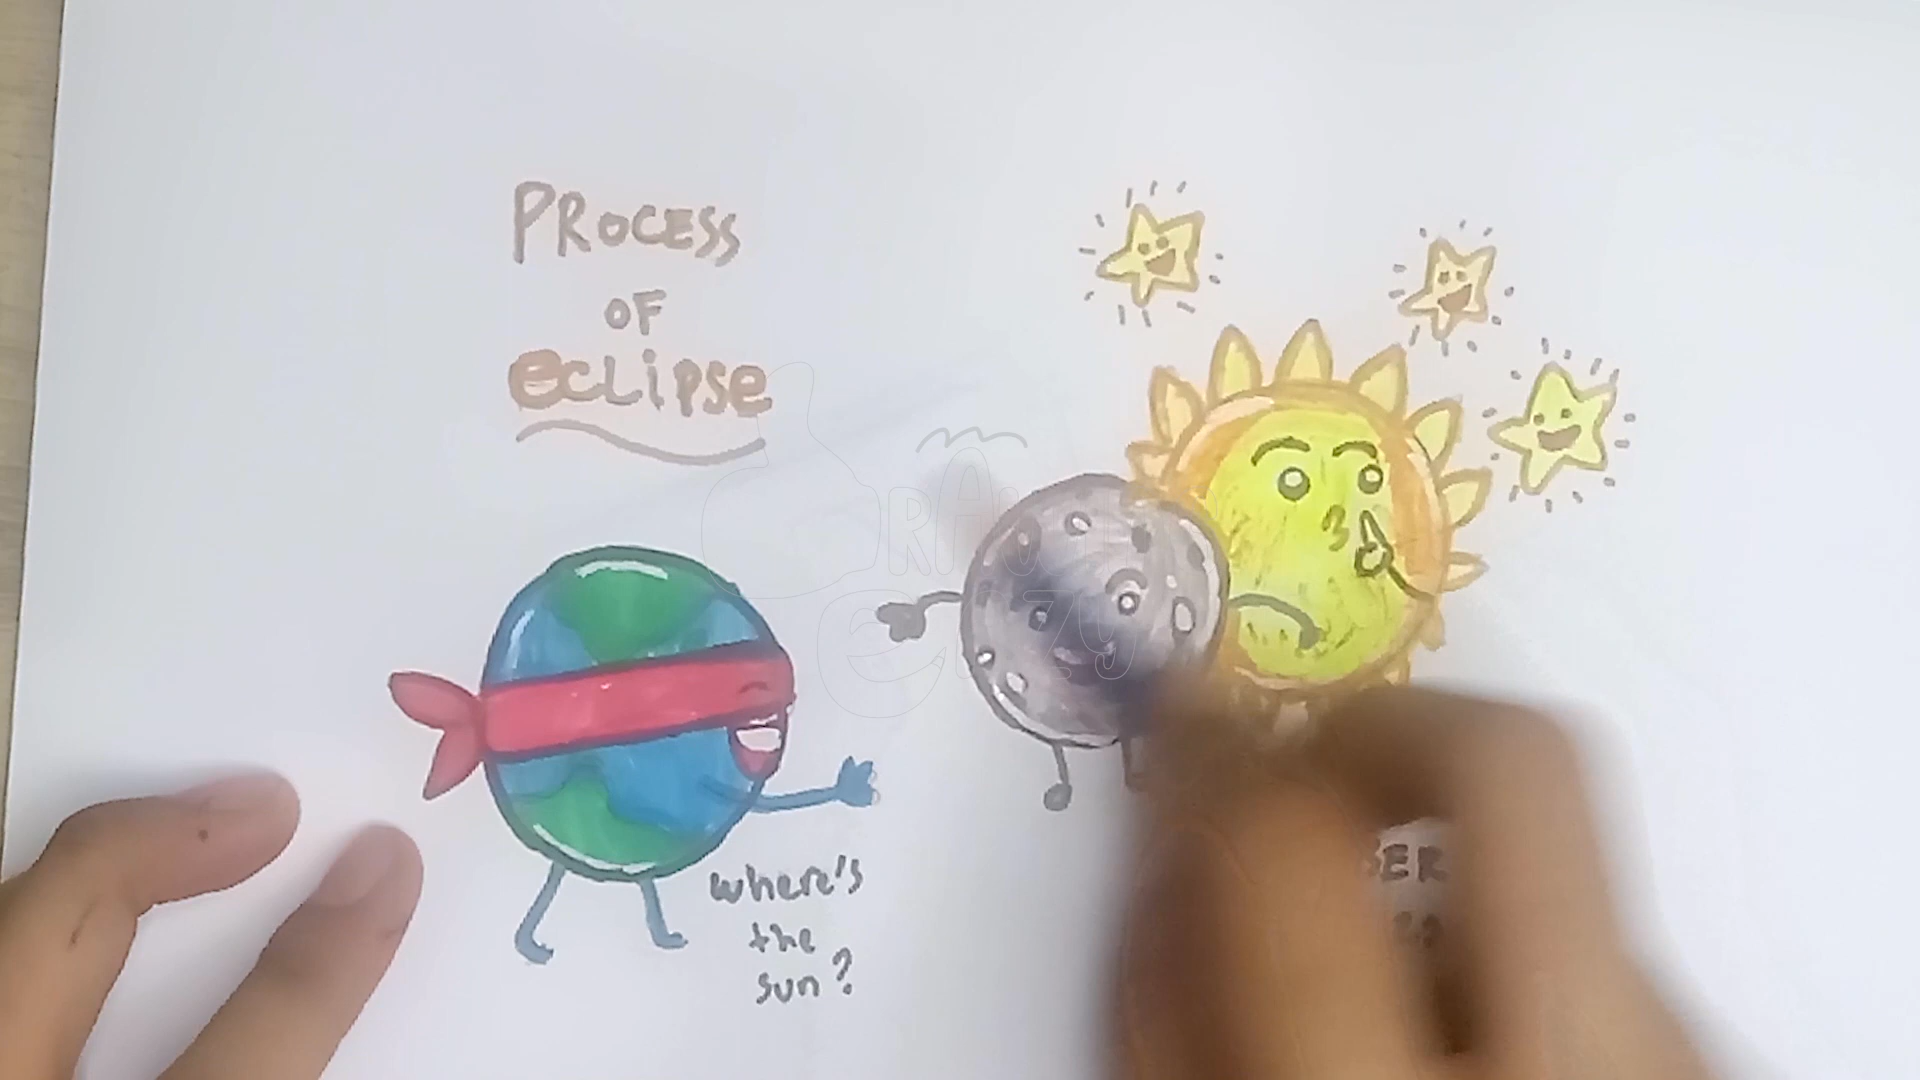 PROCESS
OF
eCLipse
where's
the
sun?